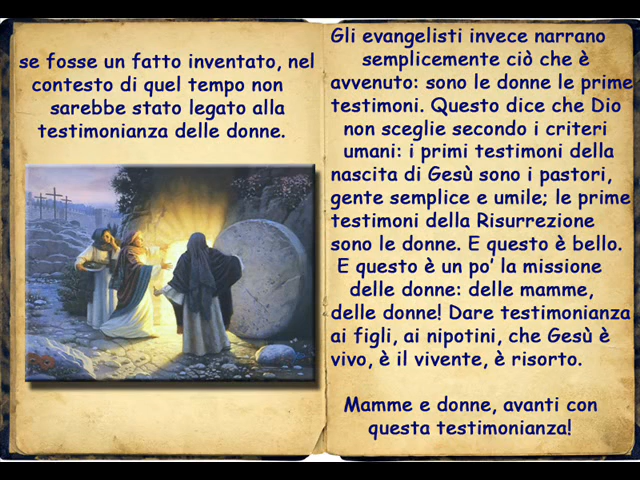 se fosse un fatto inventato, nel
contesto di quel tempo non
sarebbe stato legato alla
testimonianza delle donne.
Gli evangelisti invece narrano
semplicemente ciò che è
avvenuto: sono le donne le prime
testimoni. Questo dice che Dio
non sceglie secondo i criteri
umani: i primi testimoni della
nascita di Gesù sono i pastori,
gente semplice e umile; le prime
testimoni della Risurrezione
sono le donne. E questo è bello.
E questo è un po’ la missione
delle donne: delle mamme,
delle donne! Dare testimonianza
ai figli, ai nipotini, che Gesù è
vivo, è il vivente, è risorto.
Mamme e donne, avanti con
questa testimonianza!